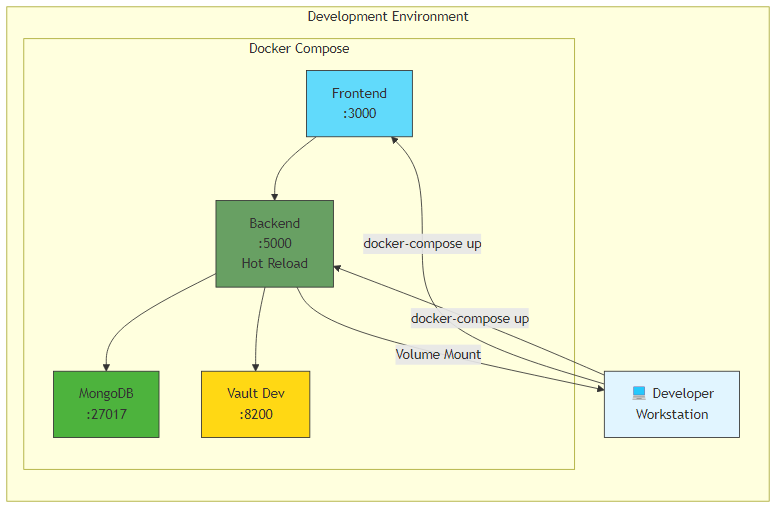 Development Environment
Docker Compose
Frontend
:3000
Backend
:5000
Hot Reload
docker-compose up
docker-compose up
Volume Mount
MongoDB
:27017
Vault Dev
:8200
💻 Developer
Workstation